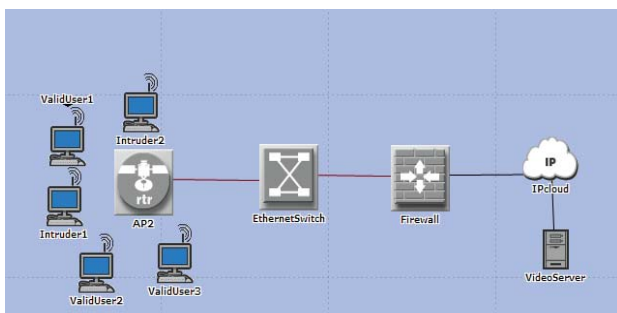 ValidUser1
Intruder2
Intruder1
rtr
AP2
ValidUser2
ValidUser3
EthernetSwitch
Firewall
IP
IPcloud
VideoServer